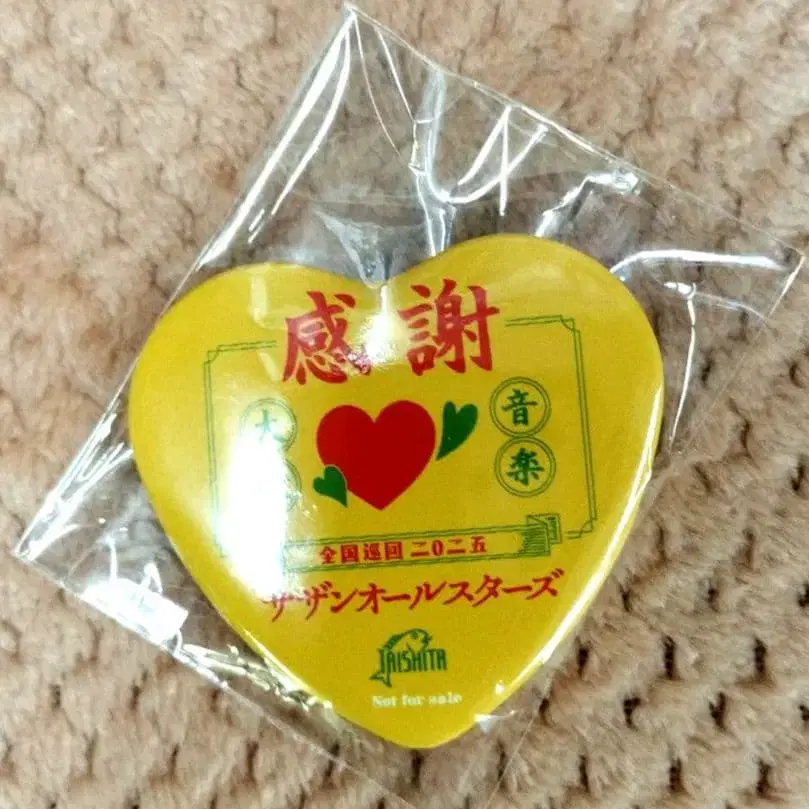 感謝
大
音楽
全国巡回 二〇二五
サザンオールスターズ
TAISHITA
Not for sale